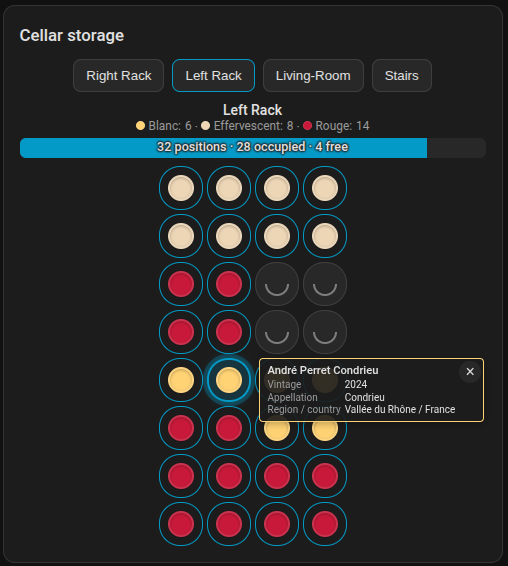 Cellar storage
Right Rack Left Rack Living-Room Stairs
Left Rack
Blanc: 6 · Effervescent: 8 · Rouge: 14
32 positions · 28 occupied · 4 free
André Perret Condrieu ×
Vintage 2024
Appellation Condrieu
Region / country Vallée du Rhône / France